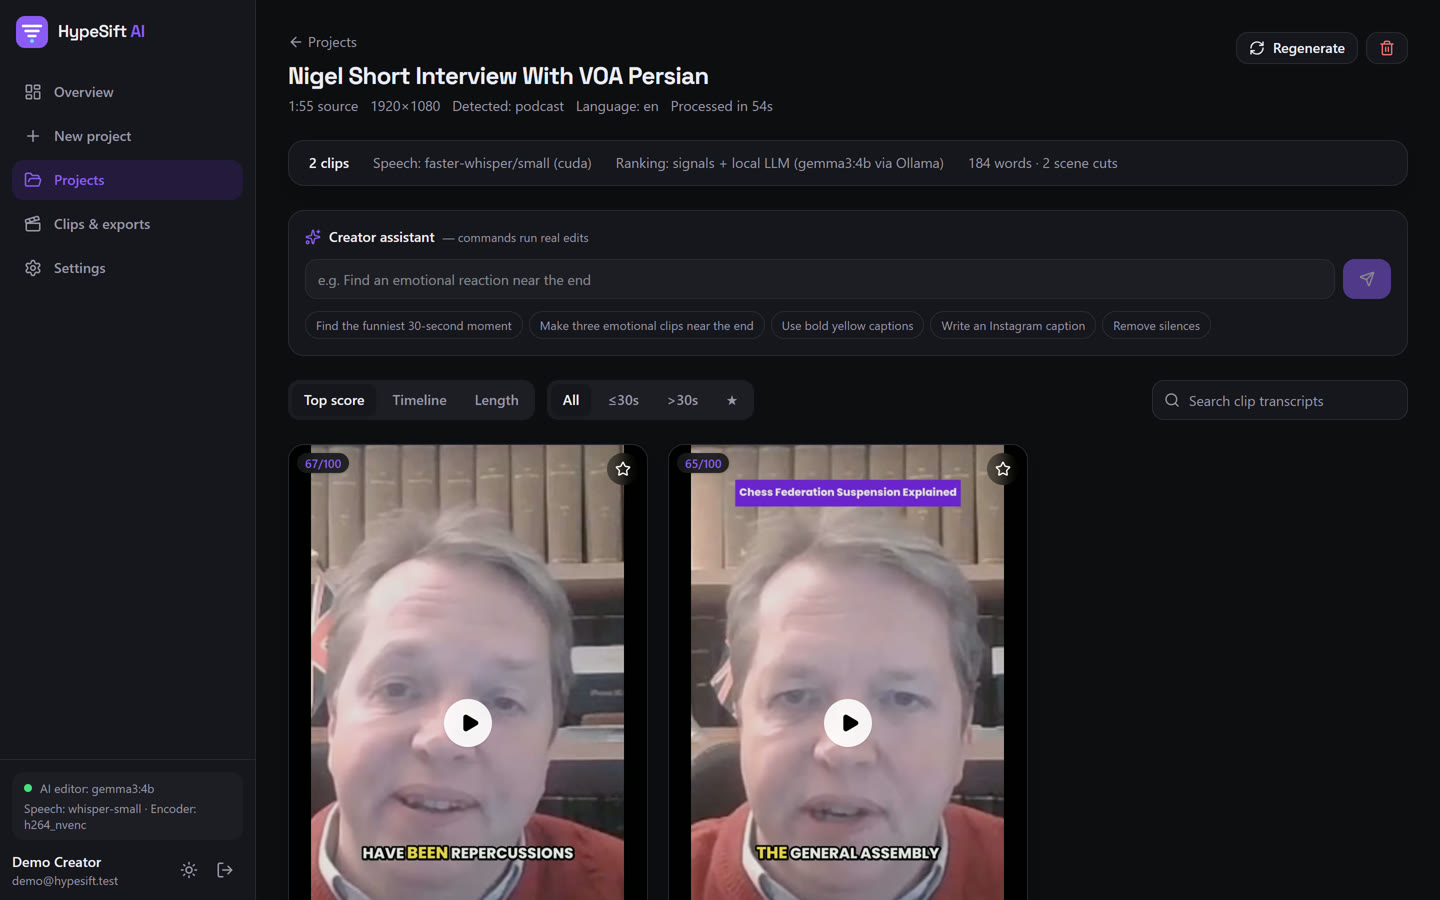 HypeSift AI
Overview
New project
Projects
Clips & exports
Settings
AI editor: gemma3:4b
Speech: whisper-small · Encoder:
h264_nvenc
Demo Creator
demo@hypesift.test
← Projects
Nigel Short Interview With VOA Persian
1:55 source 1920×1080 Detected: podcast Language: en Processed in 54s
Regenerate
2 clips Speech: faster-whisper/small (cuda) Ranking: signals + local LLM (gemma3:4b via Ollama) 184 words · 2 scene cuts
Creator assistant — commands run real edits
e.g. Find an emotional reaction near the end
Find the funniest 30-second moment Make three emotional clips near the end Use bold yellow captions Write an Instagram caption Remove silences
Top score Timeline Length All ≤30s >30s ★ Search clip transcripts
67/100
HAVE BEEN REPERCUSSIONS
65/100
Chess Federation Suspension Explained
THE GENERAL ASSEMBLY